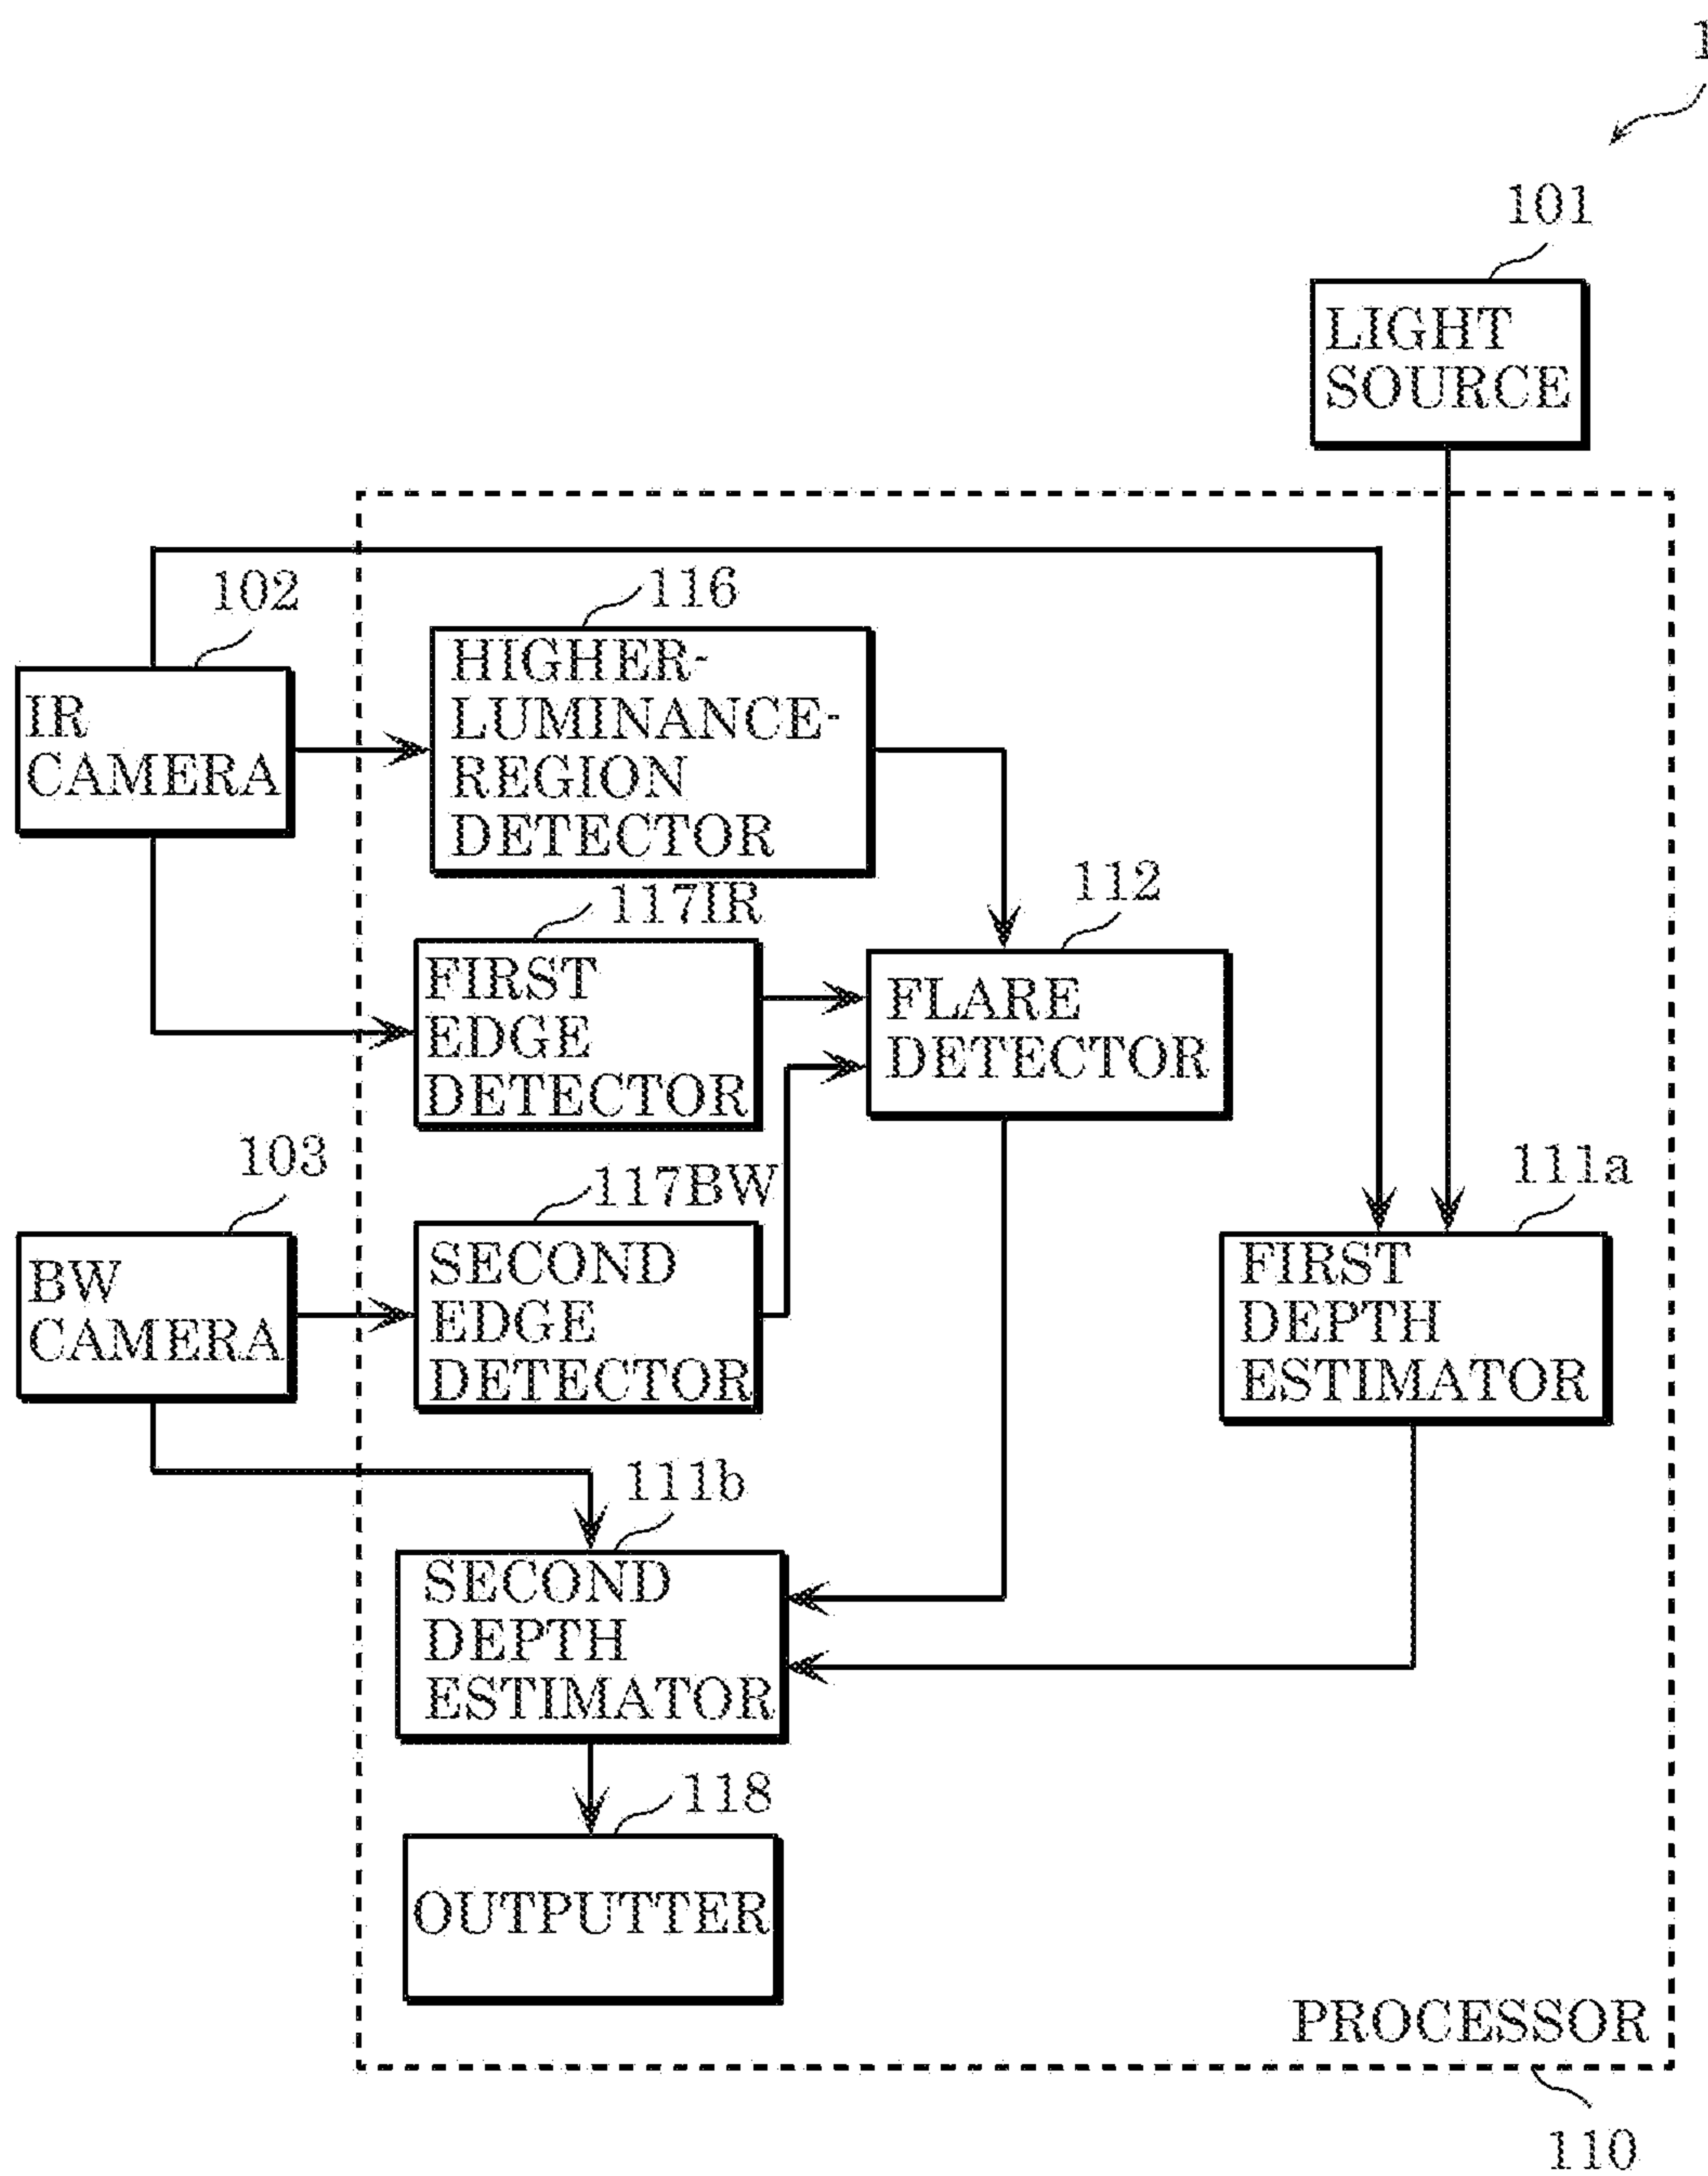 1
101
LIGHT
SOURCE
102
IR
CAMERA
116
HIGHER-
LUMINANCE-
REGION
DETECTOR
117IR
FIRST
EDGE
DETECTOR
112
FLARE
DETECTOR
103
BW
CAMERA
117BW
SECOND
EDGE
DETECTOR
111a
FIRST
DEPTH
ESTIMATOR
111b
SECOND
DEPTH
ESTIMATOR
118
OUTPUTTER
PROCESSOR
110